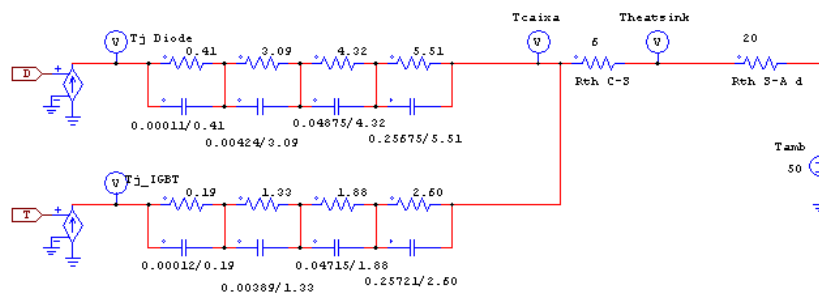 Tcaixa
Theatsink
V
Tj Diode
V
V
0.41
3.09
4.32
5.51
6
20
D
Rth C-S
Rth S-A d
0.00011/0.41
0.04875/4.32
0.00424/3.09
0.25675/5.51
Tamb
50
V
Tj_IGBT
0.19
1.33
1.88
2.60
T
0.00012/0.19
0.04715/1.88
0.00389/1.33
0.25721/2.60